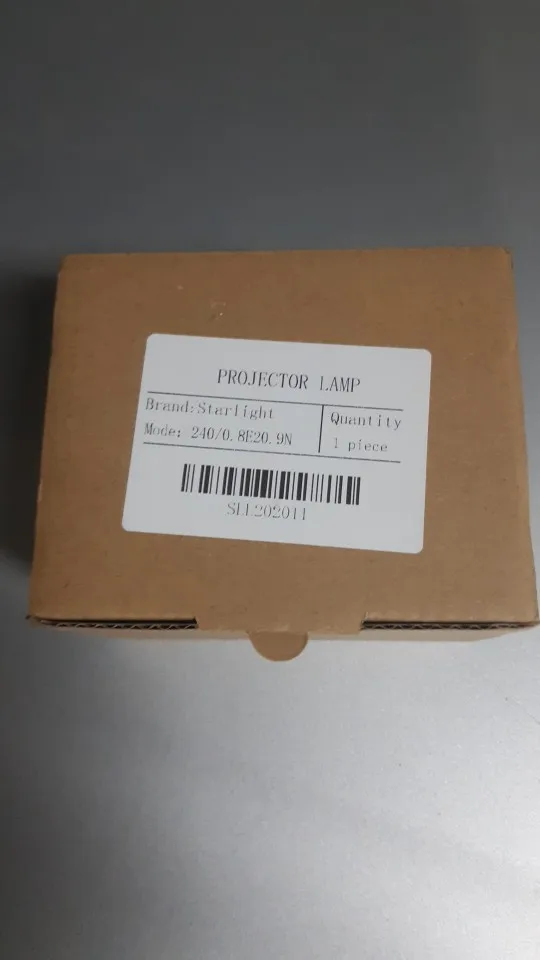 PROJECTOR LAMP
Brand:Starlight
Mode: 240/0.8E20.9N
Quantity
1 piece
SLL202011